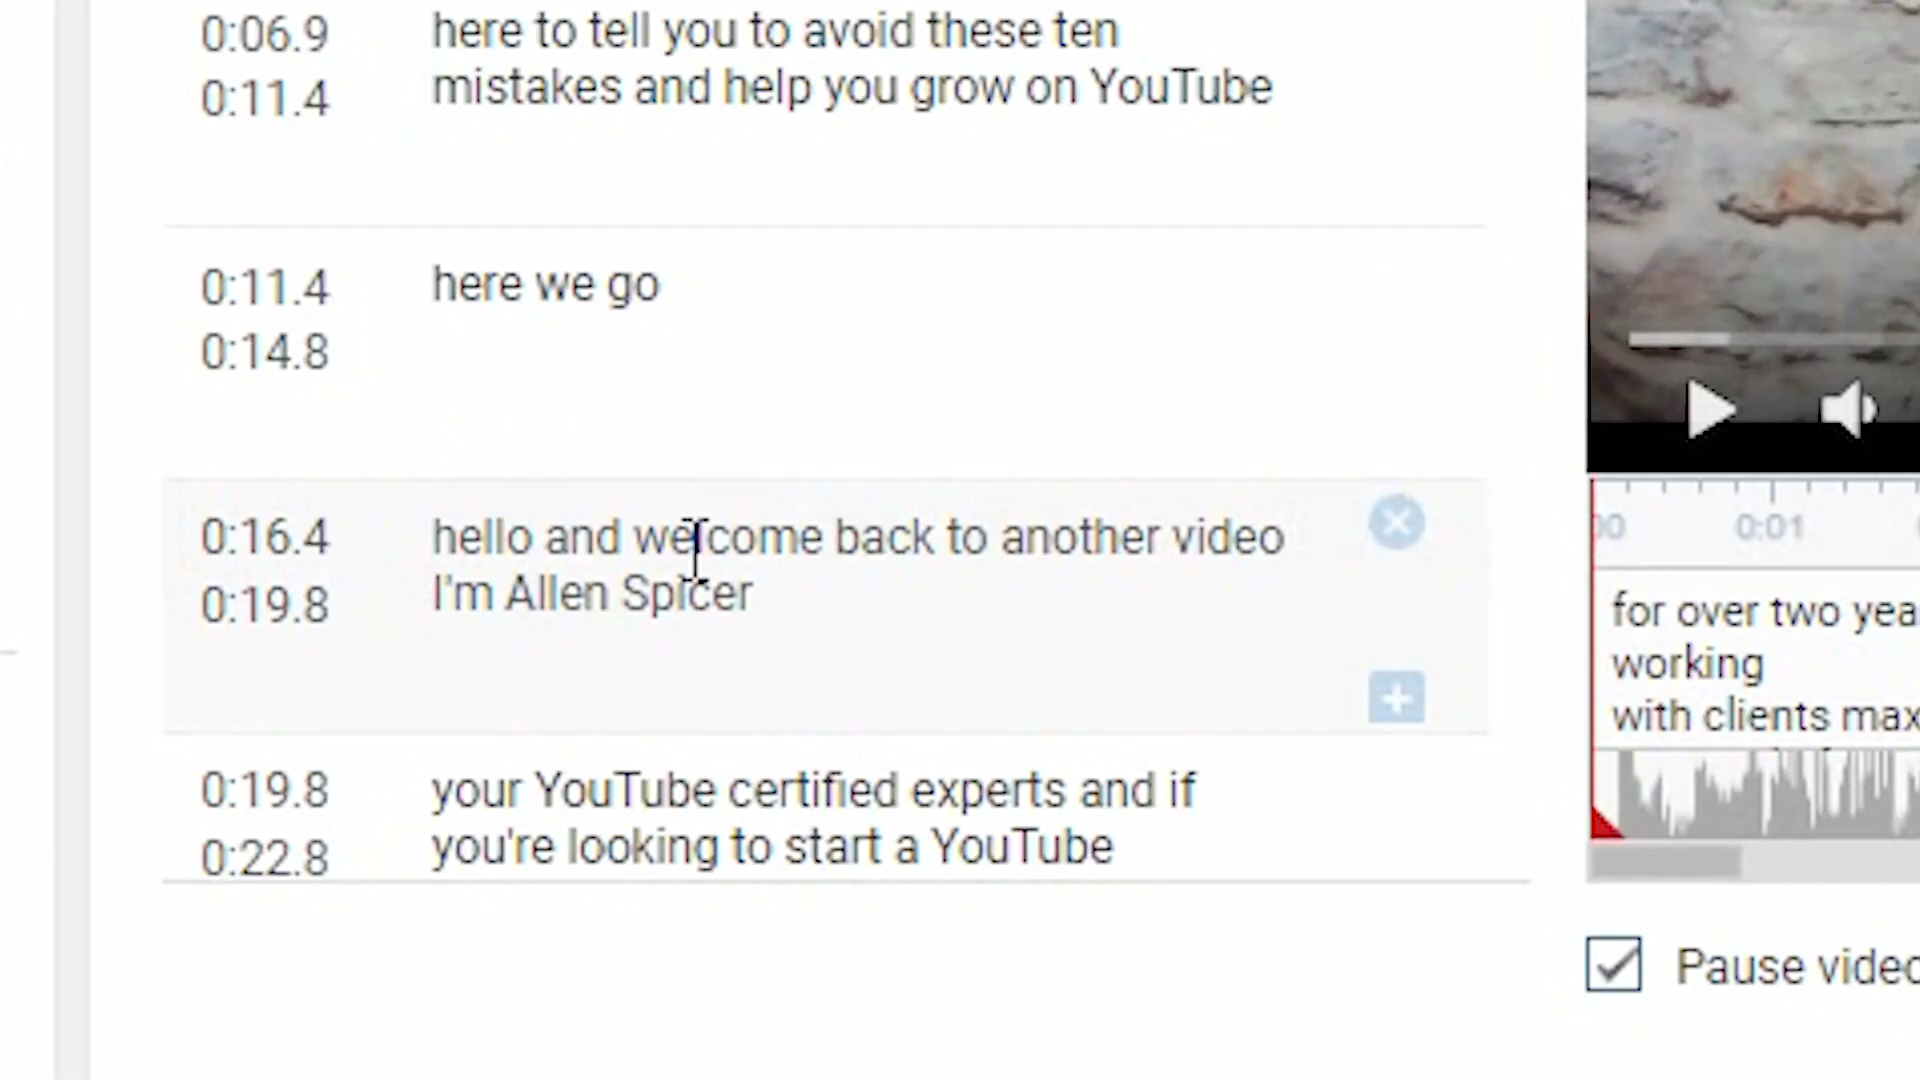 0:06.9 here to tell you to avoid these ten
0:11.4 mistakes and help you grow on YouTube
0:11.4 here we go
0:14.8
0:16.4 hello and welcome back to another video
0:19.8 I'm Allen Spicer
0:19.8 your YouTube certified experts and if
0:22.8 you're looking to start a YouTube
00 0:01
for over two yea
working
with clients max
Pause video